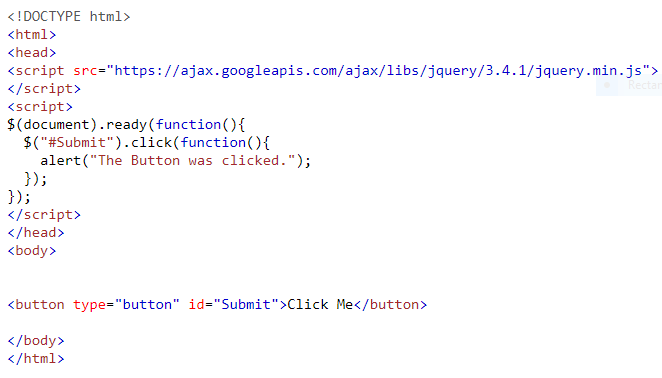 <!DOCTYPE html>
<html>
<head>
<script src="https://ajax.googleapis.com/ajax/libs/jquery/3.4.1/jquery.min.js">
</script>
<script>
$(document).ready(function(){
  $("#Submit").click(function(){
    alert("The Button was clicked.");
  });
});
</script>
</head>
<body>
<button type="button" id="Submit">Click Me</button>
</body>
</html>